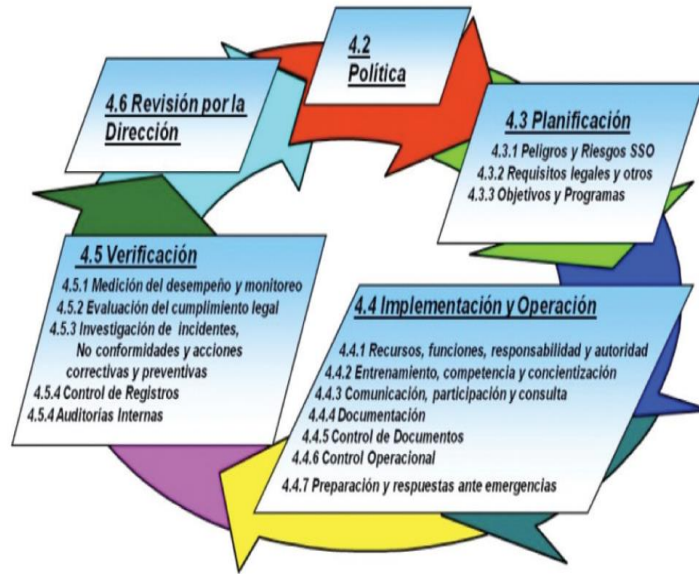 4.2
Política
4.3 Planificación
4.3.1 Peligros y Riesgos SSO
4.3.2 Requisitos legales y otros
4.3.3 Objetivos y Programas
4.4 Implementación y Operación
4.4.1 Recursos, funciones, responsabilidad y autoridad
4.4.2 Entrenamiento, competencia y concientización
4.4.3 Comunicación, participación y consulta
4.4.4 Documentación
4.4.5 Control de Documentos
4.4.6 Control Operacional
4.4.7 Preparación y respuestas ante emergencias
4.5 Verificación
4.5.1 Medición del desempeño y monitoreo
4.5.2 Evaluación del cumplimiento legal
4.5.3 Investigación de incidentes,
No conformidades y acciones
correctivas y preventivas
4.5.4 Control de Registros
4.5.4 Auditorías Internas
4.6 Revisión por la
Dirección